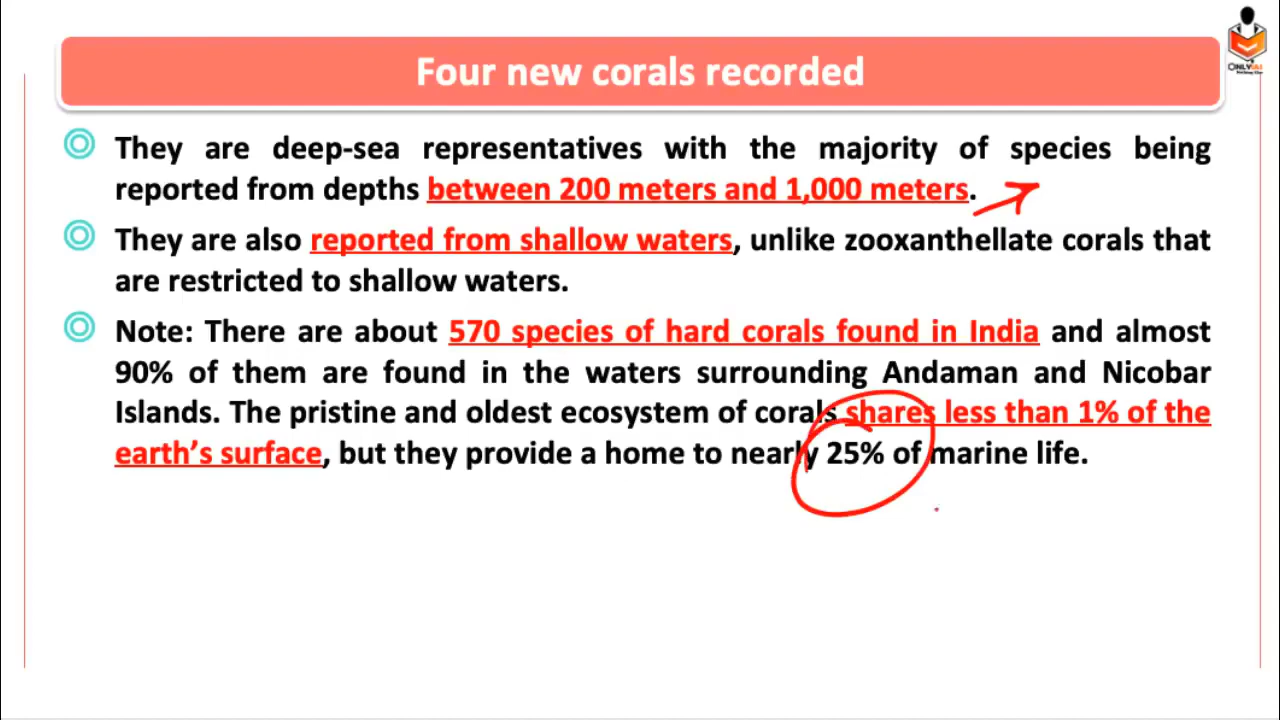 Four new corals recorded
ONLYIAS
They are deep-sea representatives with the majority of species being
reported from depths between 200 meters and 1,000 meters.
They are also reported from shallow waters, unlike zooxanthellate corals that
are restricted to shallow waters.
Note: There are about 570 species of hard corals found in India and almost
90% of them are found in the waters surrounding Andaman and Nicobar
Islands. The pristine and oldest ecosystem of corals shares less than 1% of the
earth's surface, but they provide a home to nearly 25% of marine life.